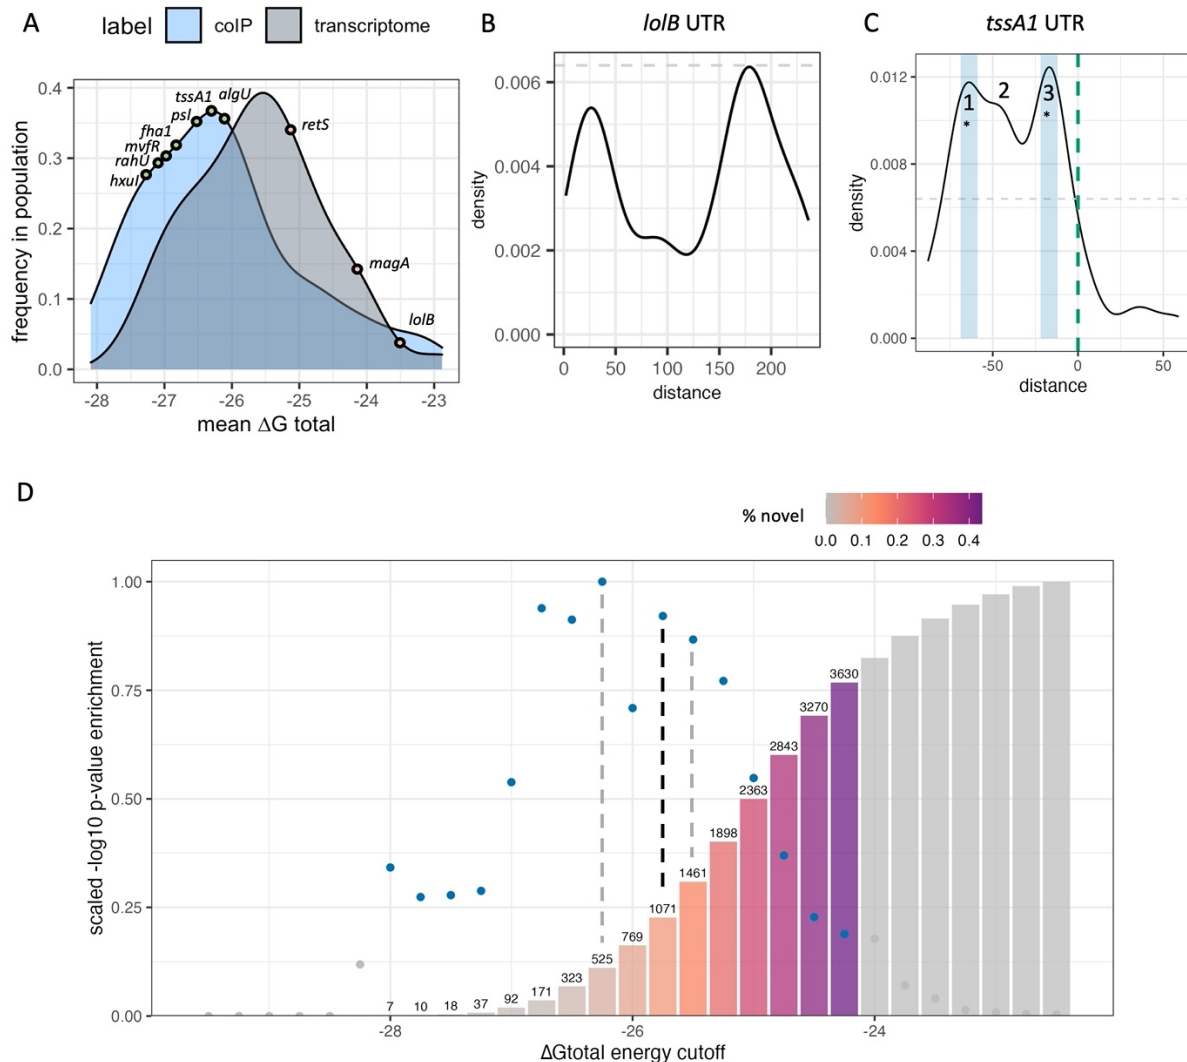 A
label coIP transcriptome
frequency in population
0.4
0.3
0.2
0.1
0.0
tssA1 algU
psl
fha1
mvfR
rahU
hxuI
retS
magA
lolB
-28 -27 -26 -25 -24 -23
mean ΔG total
B
lolB UTR
density
0.006
0.004
0.002
0.000
0 50 100 150 200
distance
C
tssA1 UTR
density
0.012
0.008
0.004
0.000
1 2 3
* *
-50 0 50
distance
D
% novel
0.0 0.1 0.2 0.3 0.4
scaled -log10 p-value enrichment
1.00
0.75
0.50
0.25
0.00
7 10 18 37 92 171 323 525 769 1071 1461 1898 2363 2843 3270 3630
-28 -26 -24
ΔGtotal energy cutoff